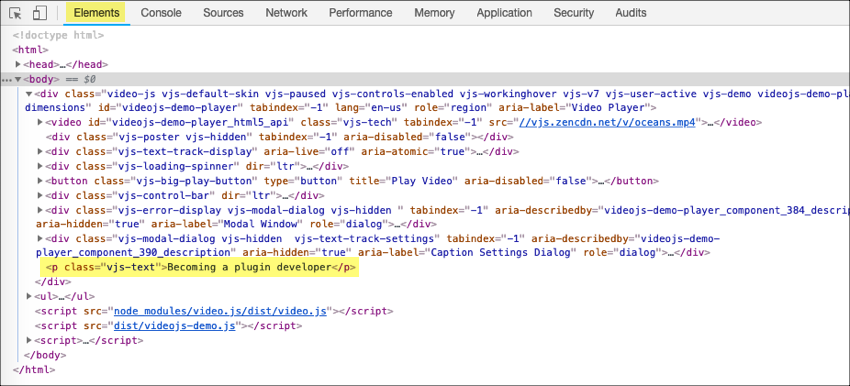 Elements Console Sources Network Performance Memory Application Security Audits
<!doctype html>
<html>
<head>…</head>
<body> == $0
<div class="video-js vjs-default-skin vjs-paused vjs-controls-enabled vjs-workinghover vjs-v7 vjs-user-active vjs-demo videojs-demo-pla
dimensions" id="videojs-demo-player" tabindex="-1" lang="en-us" role="region" aria-label="Video Player">
<video id="videojs-demo-player_html5_api" class="vjs-tech" tabindex="-1" src="//vjs.zencdn.net/v/oceans.mp4">…</video>
<div class="vjs-poster vjs-hidden" tabindex="-1" aria-disabled="false"></div>
<div class="vjs-text-track-display" aria-live="off" aria-atomic="true">…</div>
<div class="vjs-loading-spinner" dir="ltr">…</div>
<button class="vjs-big-play-button" type="button" title="Play Video" aria-disabled="false">…</button>
<div class="vjs-control-bar" dir="ltr">…</div>
<div class="vjs-error-display vjs-modal-dialog vjs-hidden " tabindex="-1" aria-describedby="videojs-demo-player_component_384_descript
aria-hidden="true" aria-label="Modal Window" role="dialog">…</div>
<div class="vjs-modal-dialog vjs-hidden  vjs-text-track-settings" tabindex="-1" aria-describedby="videojs-demo-
player_component_390_description" aria-hidden="true" aria-label="Caption Settings Dialog" role="dialog">…</div>
<p class="vjs-text">Becoming a plugin developer</p>
</div>
<ul>…</ul>
<script src="node_modules/video.js/dist/video.js"></script>
<script src="dist/videojs-demo.js"></script>
<script>…</script>
</body>
</html>